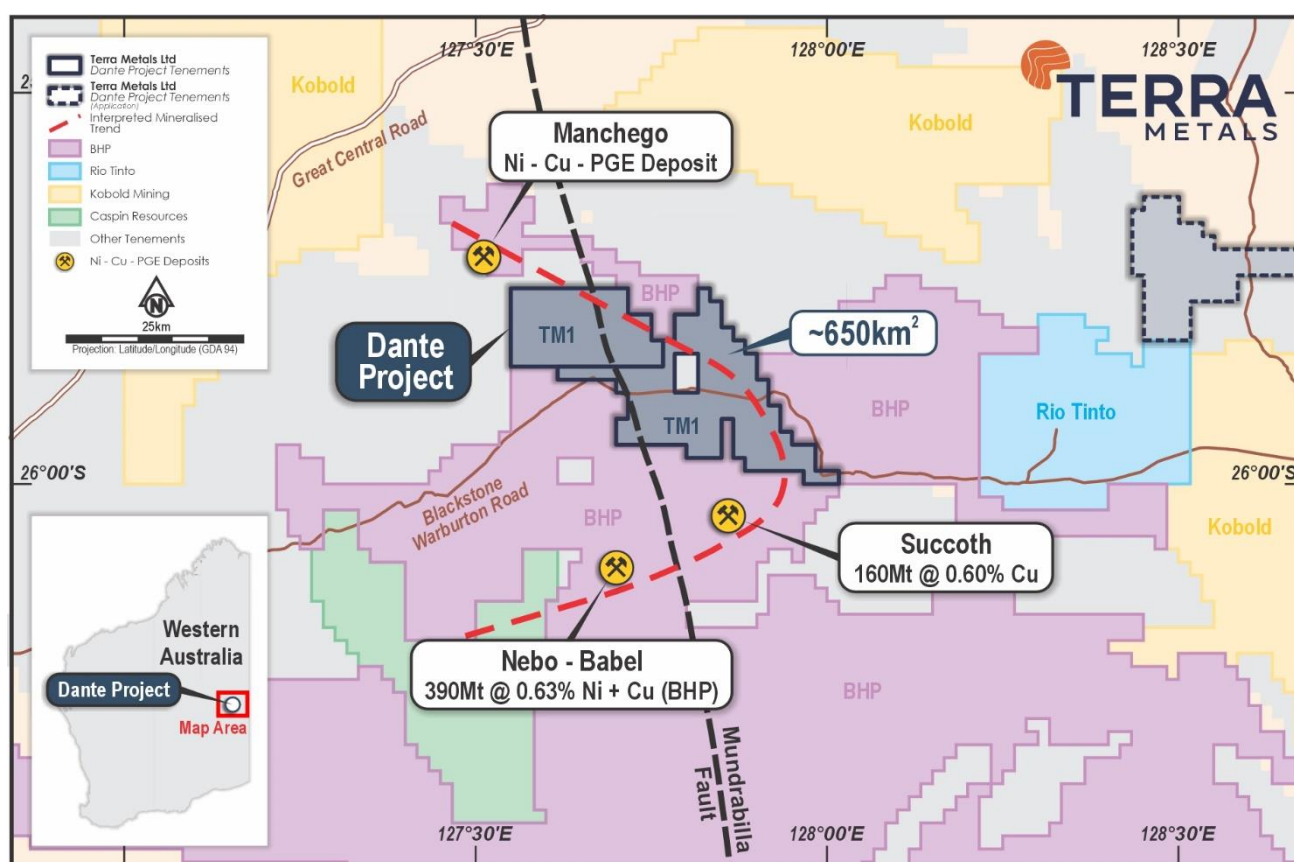 127°30'E
128°00'E
128°30'E
TERRA
METALS
Terra Metals Ltd
Dante Project Tenements
Terra Metals Ltd
Dante Project Tenements
(Application)
Interpreted Mineralised
Trend
BHP
Rio Tinto
Kobold Mining
Caspin Resources
Other Tenements
Ni - Cu - PGE Deposits
N
25km
Projection: Latitude/Longitude (GDA 94)
Kobold
Great Central Road
Kobold
Manchego
Ni - Cu - PGE Deposit
BHP
Dante
Project
TM1
~650km²
BHP
Rio Tinto
TM1
26°00'S
26°00'S
Blackstone
Warburton Road
BHP
Kobold
Succoth
160Mt @ 0.60% Cu
Nebo - Babel
390Mt @ 0.63% Ni + Cu (BHP)
BHP
Mundrabilla
Fault
Western
Australia
Dante Project
Map Area
127°30'E
128°00'E
128°30'E